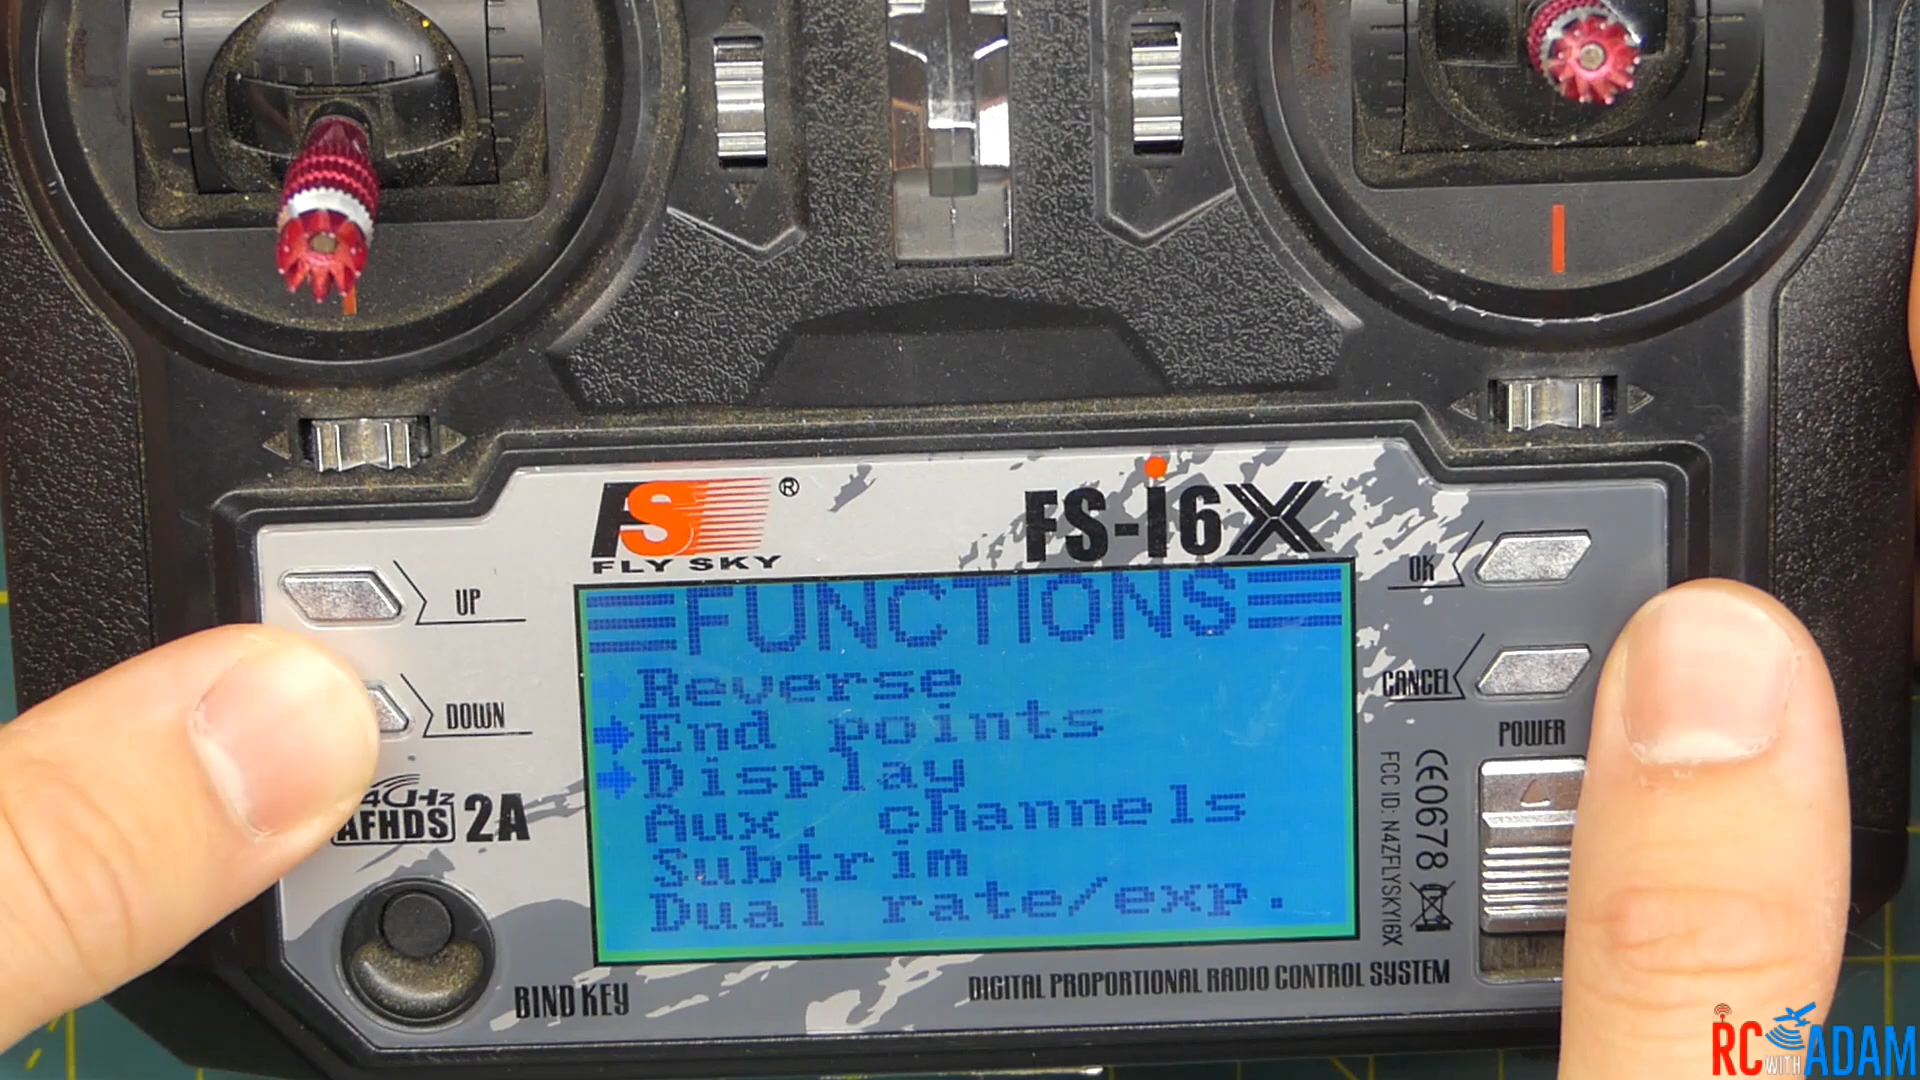 FS
®
FLY SKY
FS-i6X
UP
OK
FUNCTIONS
Reverse
End points
Display
Aux. channels
Subtrim
Dual rate/exp.
DOWN
CANCEL
POWER
4GHz
AFHDS 2A
CE0678
FCC ID: N4ZFLYSKYI6X
BIND KEY
DIGITAL PROPORTIONAL RADIO CONTROL SYSTEM
RC WITH ADAM